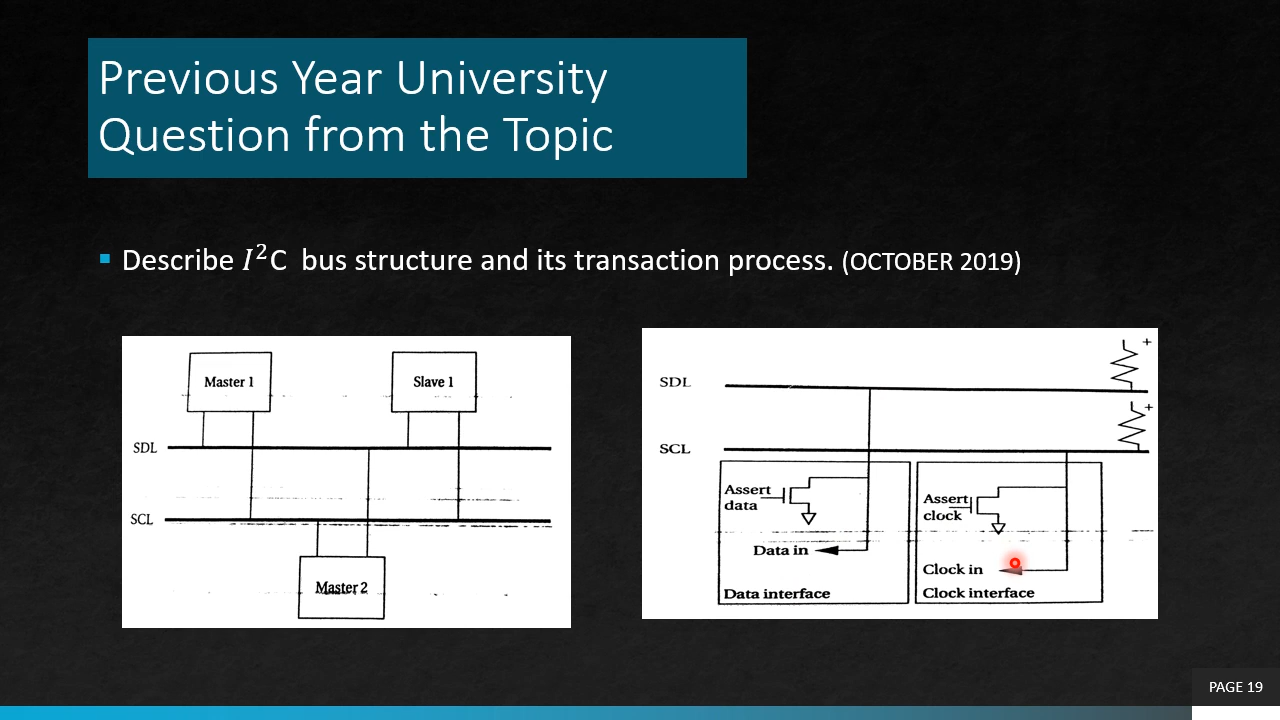 Previous Year University
Question from the Topic
Describe I²C bus structure and its transaction process. (OCTOBER 2019)
Master 1
Slave 1
SDL
SCL
Master 2
+
SDL
+
SCL
Assert
data
Data in
Data interface
Assert
clock
Clock in
Clock interface
PAGE 19